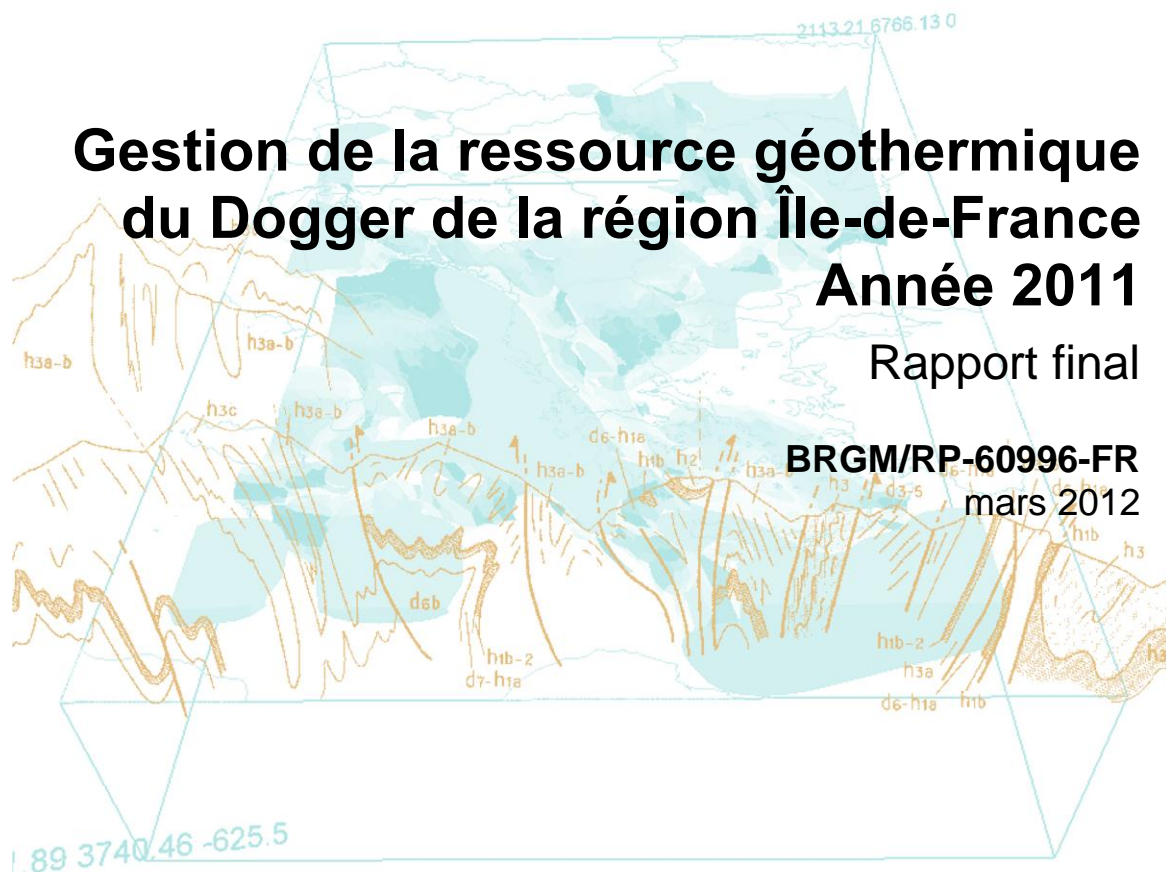 2113.21 6766.13 0
Gestion de la ressource géothermique
du Dogger de la région Île-de-France
Année 2011
Rapport final
BRGM/RP-60996-FR
mars 2012
h3a-b
h3a-b
h3c
h3a-b
h3a-b
d6-h1a
h1b
h2
h3a-b
h3a-b
h3
d3-5
h1b
h3
d6b
h1b-2
d7-h1a
h1b-2
h3a
d6-h1a
h1b
89 3740.46 -625.5